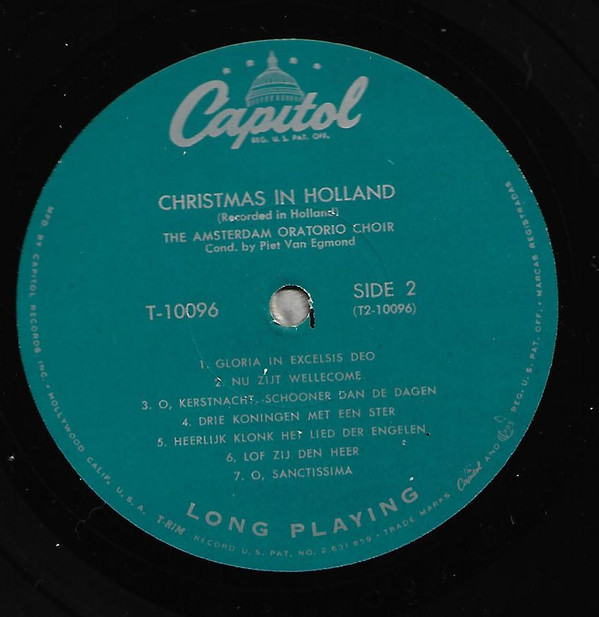 Capitol
REG. U.S. PAT. OFF.
CHRISTMAS IN HOLLAND
(Recorded in Holland)
THE AMSTERDAM ORATORIO CHOIR
Cond. by Piet Van Egmond
T-10096
SIDE 2
(T2-10096)
1. GLORIA IN EXCELSIS DEO
2. NU ZIJT WELLECOME
3. O, KERSTNACHT, SCHOONER DAN DE DAGEN
4. DRIE KONINGEN MET EEN STER
5. HEERLIJK KLONK HET LIED DER ENGELEN
6. LOF ZIJ DEN HEER
7. O, SANCTISSIMA
LONG PLAYING
MFG. BY CAPITOL RECORDS, INC. • HOLLYWOOD CALIF. U.S.A. T-RIM RECORD U.S. PAT. NO. 2,631,859 • TRADE MARKS Capitol AND REG. U.S. PAT. OFF. • MARCAS REGISTRADAS